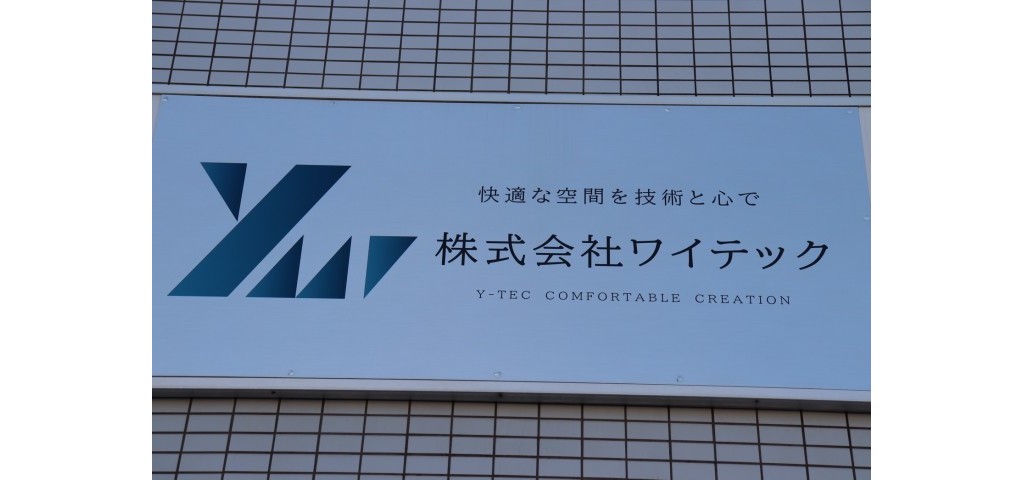 快適な空間を技術と心で
株式会社ワイテック
Y-TEC COMFORTABLE CREATION